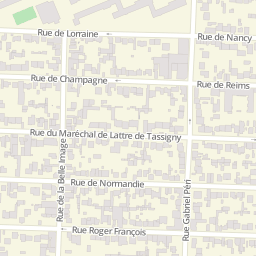 Rue de Lorraine
Rue de Nancy
Rue de Champagne
Rue de Reims
Rue du Maréchal de Lattre de Tassigny
Rue de la Belle Image
Rue de Normandie
Rue Gabriel Péri
Rue Roger François